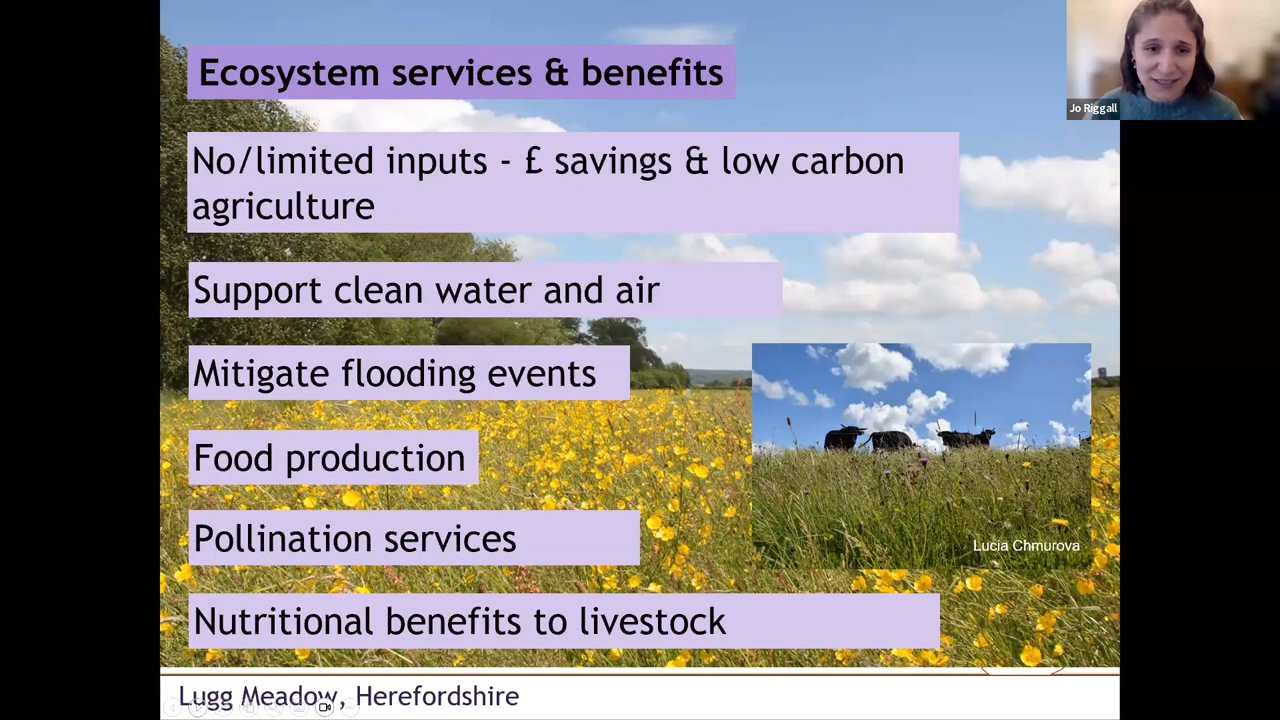 Ecosystem services & benefits
Jo Riggall
No/limited inputs - £ savings & low carbon
agriculture
Support clean water and air
Mitigate flooding events
Food production
Pollination services
Lucia Chmurova
Nutritional benefits to livestock
Lugg Meadow, Herefordshire